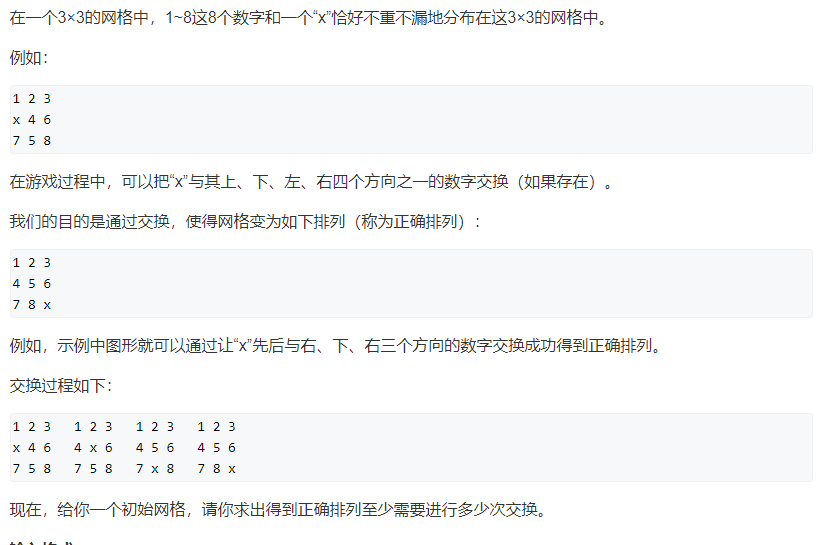 在一个3×3的网格中，1~8这8个数字和一个“x”恰好不重不漏地分布在这3×3的网格中。
例如：
1 2 3
x 4 6
7 5 8
在游戏过程中，可以把“x”与其上、下、左、右四个方向之一的数字交换（如果存在）。
我们的目的是通过交换，使得网格变为如下排列（称为正确排列）：
1 2 3
4 5 6
7 8 x
例如，示例中图形就可以通过让“x”先后与右、下、右三个方向的数字交换成功得到正确排列。
交换过程如下：
1 2 3   1 2 3   1 2 3   1 2 3
x 4 6   4 x 6   4 5 6   4 5 6
7 5 8   7 5 8   7 x 8   7 8 x
现在，给你一个初始网格，请你求出得到正确排列至少需要进行多少次交换。